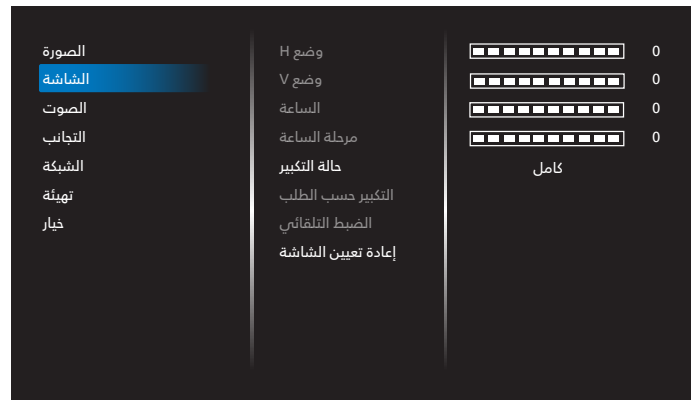 الصورة
الشاشة
الصوت
التجانب
الشبكة
تهيئة
خيار
وضع H
0
وضع V
0
الساعة
0
مرحلة الساعة
0
حالة التكبير
كامل
التكبير حسب الطلب
الضبط التلقائي
إعادة تعيين الشاشة